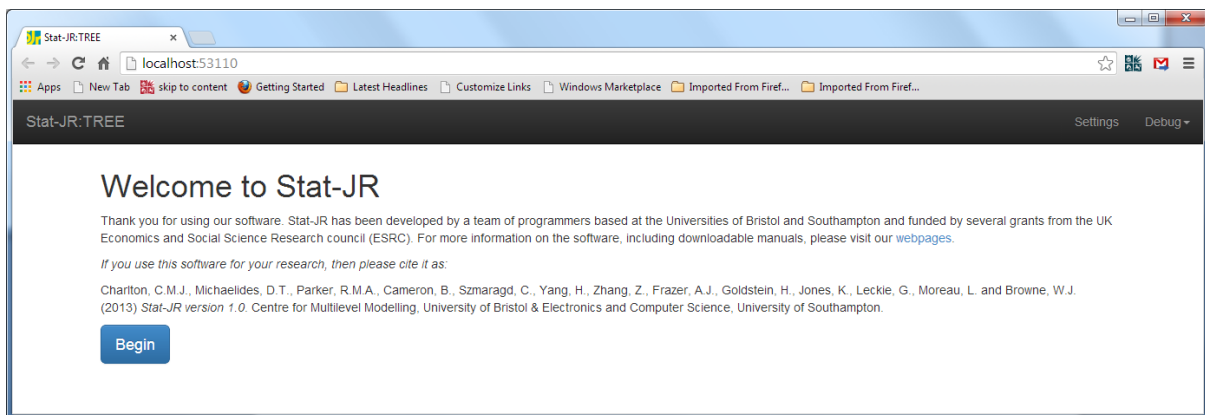 Stat-JR:TREE
localhost:53110
Apps New Tab skip to content Getting Started Latest Headlines Customize Links Windows Marketplace Imported From Firef... Imported From Firef...
Stat-JR:TREE Settings Debug
Welcome to Stat-JR
Thank you for using our software. Stat-JR has been developed by a team of programmers based at the Universities of Bristol and Southampton and funded by several grants from the UK
Economics and Social Science Research council (ESRC). For more information on the software, including downloadable manuals, please visit our webpages.
If you use this software for your research, then please cite it as:
Charlton, C.M.J., Michaelides, D.T., Parker, R.M.A., Cameron, B., Szmaragd, C., Yang, H., Zhang, Z., Frazer, A.J., Goldstein, H., Jones, K., Leckie, G., Moreau, L. and Browne, W.J.
(2013) Stat-JR version 1.0. Centre for Multilevel Modelling, University of Bristol & Electronics and Computer Science, University of Southampton.
Begin